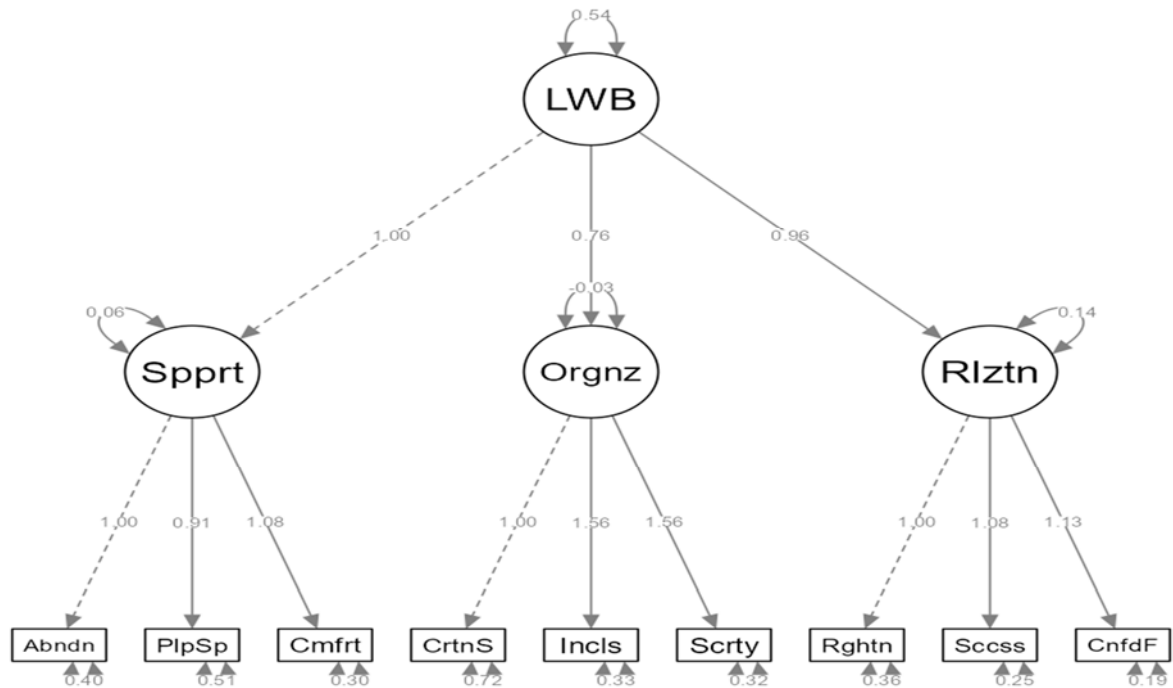 0.54
LWB
1.00 0.76 0.96
0.06 -0.03 0.14
Spprt Orgnz Rlztn
1.00 0.91 1.08 1.00 1.56 1.56 1.00 1.08 1.13
Abndn PlpSp Cmfrt CrtnS Incls Scrty Rghtn Sccss CnfdF
0.40 0.51 0.30 0.72 0.33 0.32 0.36 0.25 0.19